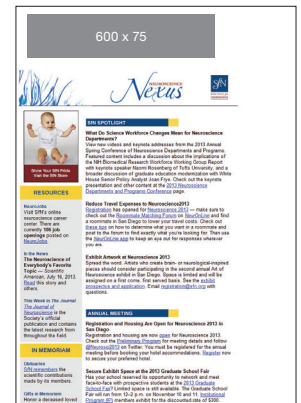 600 x 75
NEUROSCIENCE
Nexus
SfN
Show Your SfN Pride
Visit the SfN Store
RESOURCES
NeuroJobs
Visit SfN's online
neuroscience career
center. There are
currently 186 job
openings posted on
NeuroJobs.
In the News
The Neuroscience of
Everybody's Favorite
Topic — Scientific
American, July 16, 2013.
Read this story and
others.
This Week in The Journal
The Journal of
Neuroscience is the
Society's official
publication and contains
the latest research from
throughout the field.
IN MEMORIAM
Obituaries
SfN remembers the
scientific contributions
made by its members.
Gifts in Memoriam
Honor a deceased loved
SfN SPOTLIGHT
What Do Science Workforce Changes Mean for Neuroscience
Departments?
View new videos and keynote addresses from the 2013 Annual
Spring Conference of Neuroscience Departments and Programs.
Featured content includes a discussion about the implications of
the NIH Biomedical Research Workforce Working Group Report
with keynote speaker Naomi Rosenberg of Tufts University, and a
broader discussion of graduate education modernization with White
House Senior Policy Analyst Joan Frye. Check out the keynote
presentation and other content at the 2013 Neuroscience
Departments and Programs Conference.
Reduce Travel Expenses to Neuroscience2013
Registration has opened for Neuroscience 2013 — make sure to
check out the Roommate Matching Forum on NeurOnLine and find
a roommate in San Diego to lower your travel costs. Check out
these tips on how to determine what you want in a roommate and
post to the forum to find exactly what you're looking for. Then use
the NeurOnLine app to keep an eye out for responses wherever
you are.
Exhibit Artwork at Neuroscience 2013
Spread the word. Artists who create brain- or neurological-inspired
pieces should consider participating in the second annual Art of
Neuroscience exhibit in San Diego. Space is limited and will be
assigned on a first come, first served basis. See the exhibit
prospectus and application. Email registration@sfn.org with
questions.
ANNUAL MEETING
Registration and Housing Are Open for Neuroscience 2013 in
San Diego
Registration and housing are now open for Neuroscience 2013.
Check out the Preliminary Program for meeting details and follow
@Neurosci2013 on Twitter. You must be registered for the annual
meeting before booking your hotel accommodations. Register now
to secure your preferred hotel.
Secure Exhibit Space at the 2013 Graduate School Fair
Has your school reserved its opportunity to network and meet
face-to-face with prospective students at the 2013 Graduate
School Fair? Limited space is still available. The Graduate School
Fair will run from 12–2 p.m. on November 10 and 11. Institutional
Program (IP) members exhibit for the discounted rate of $300.